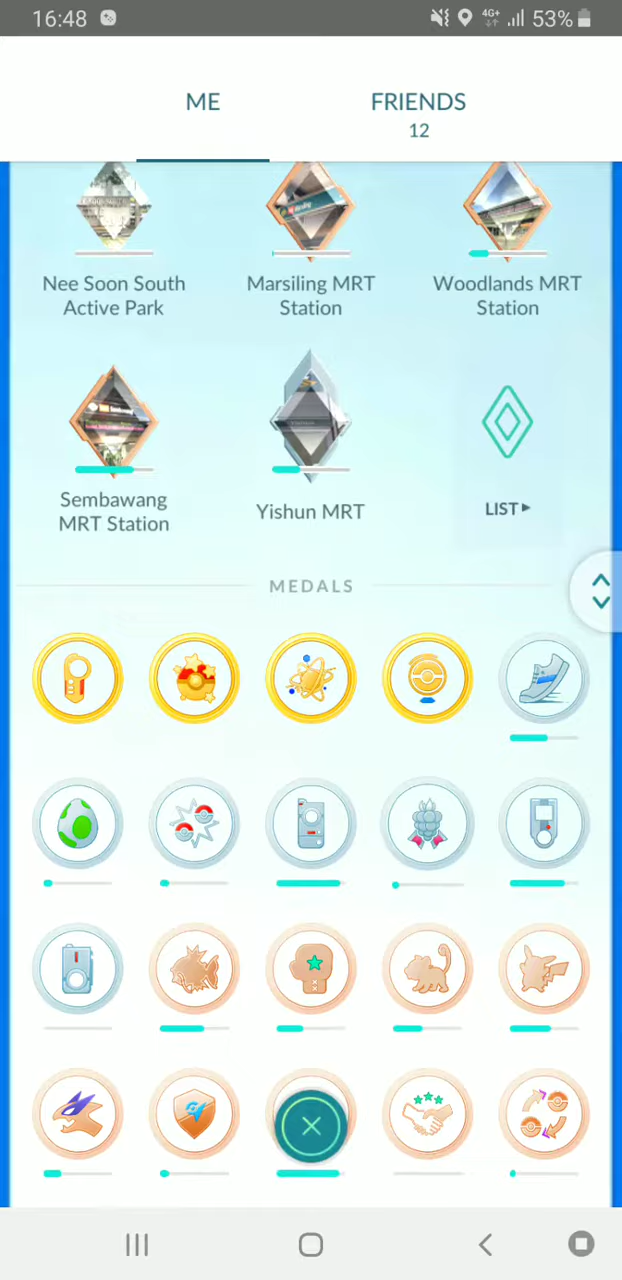 16:48
4G+
53%
ME
FRIENDS
12
Nee Soon South
Active Park
Marsiling MRT
Station
Woodlands MRT
Station
Sembawang
MRT Station
Yishun MRT
LIST
MEDALS